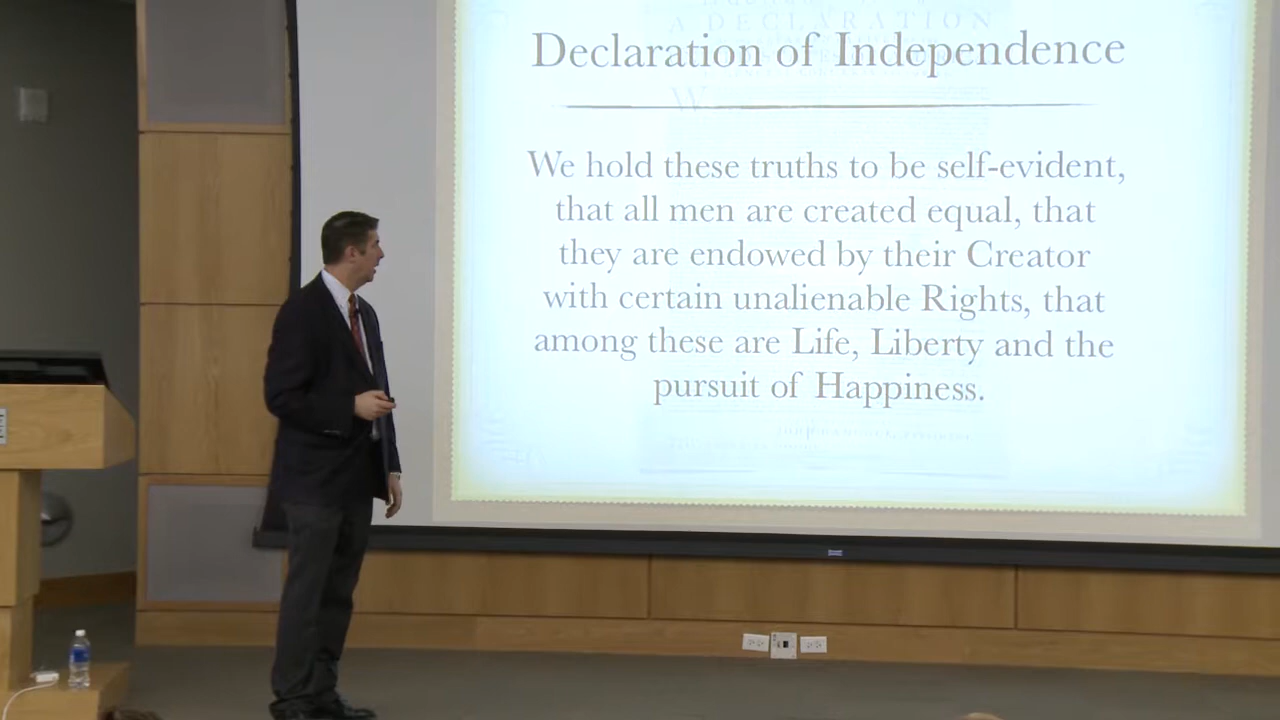 A DECLARATION
Declaration of Independence
We hold these truths to be self-evident,
that all men are created equal, that
they are endowed by their Creator
with certain unalienable Rights, that
among these are Life, Liberty and the
pursuit of Happiness.